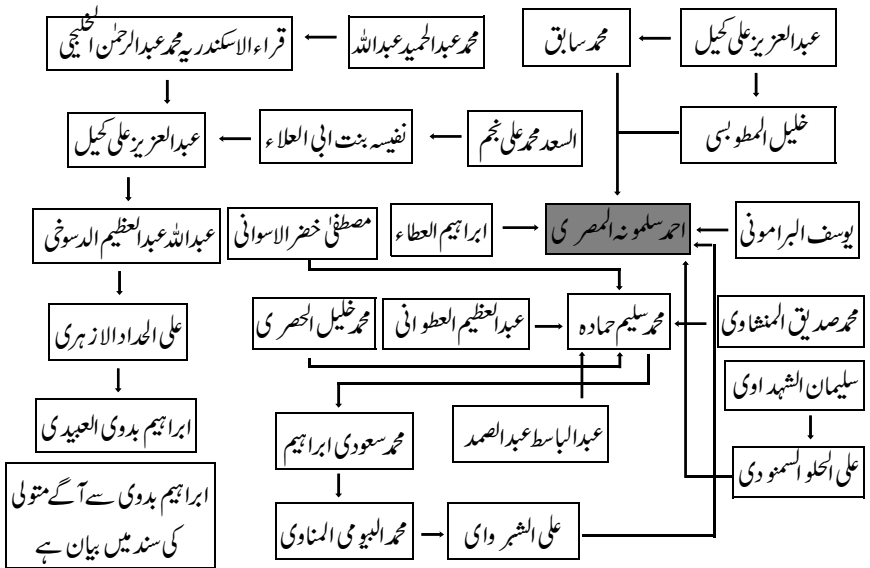 عبدالعزیز علی کحیل
محمد سابق
محمد عبدالحمید عبداللہ
قراء الاسکندریہ محمد عبدالرحمٰن الخلیجی
خلیل المطوبسی
السعد محمد علی نجم
نفیسہ بنت ابی العلاء
عبدالعزیز علی کحیل
یوسف البرامونی
احمد سلمونہ المصری
ابراہیم العطاء
مصطفیٰ خضر الاسوانی
عبداللہ عبدالعظیم الدسوخی
محمد صدیق المنشاوی
محمد سلیم حمادہ
عبدالعظیم العطوانی
محمد خلیل الحصری
علی الحداد الازہری
سلیمان الشہداوی
عبدالباسط عبدالصمد
محمد سعودی ابراہیم
ابراہیم بدوی العبیدی
علی الحلو السمنودی
علی الشبروای
محمد البیومی المناوی
ابراہیم بدوی سے آگے متولی
کی سند میں بیان ہے